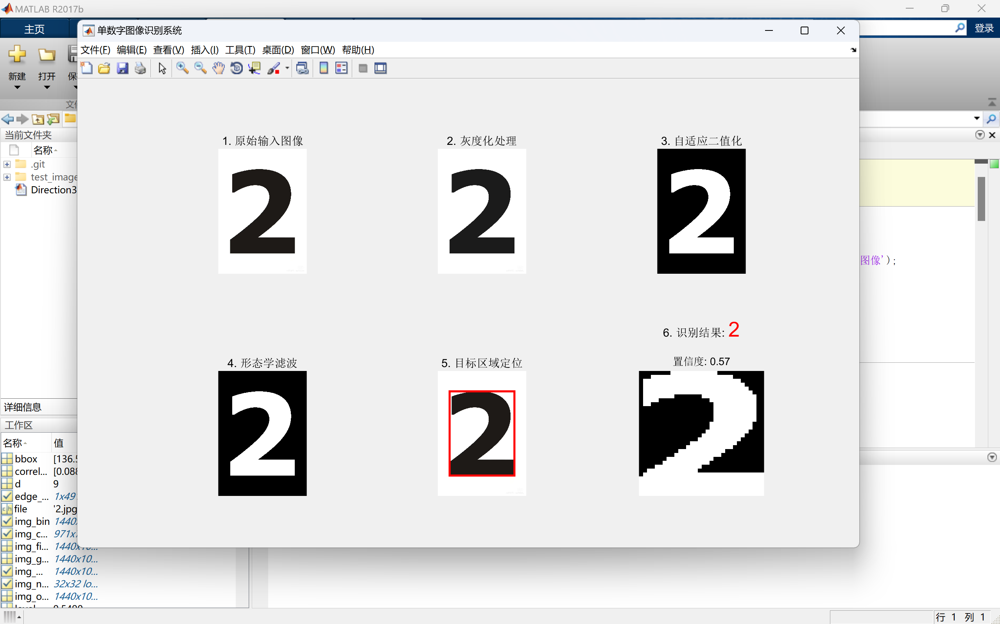 MATLAB R2017b
主页
登录
单数字图像识别系统
文件(F) 编辑(E) 查看(V) 插入(I) 工具(T) 桌面(D) 窗口(W) 帮助(H)
新建 打开 保
文件
当前文件夹
名称
.git
test_image
Direction3
1. 原始输入图像
2. 灰度化处理
3. 自适应二值化
2
2
2
图像');
4. 形态学滤波
5. 目标区域定位
6. 识别结果: 2
置信度: 0.57
2
2
2
详细信息
工作区
名称 值
bbox [136.5
correl... [0.088
d 9
edge_... 1x49
file '2.jpg
img_bin 1440x
img_c... 971x
img_fi... 1440x10...
img_g... 1440x10...
img_... 1440x10...
img_n... 32x32 lo...
img_o... 1440x10...
level 0.5490
行 1 列 1